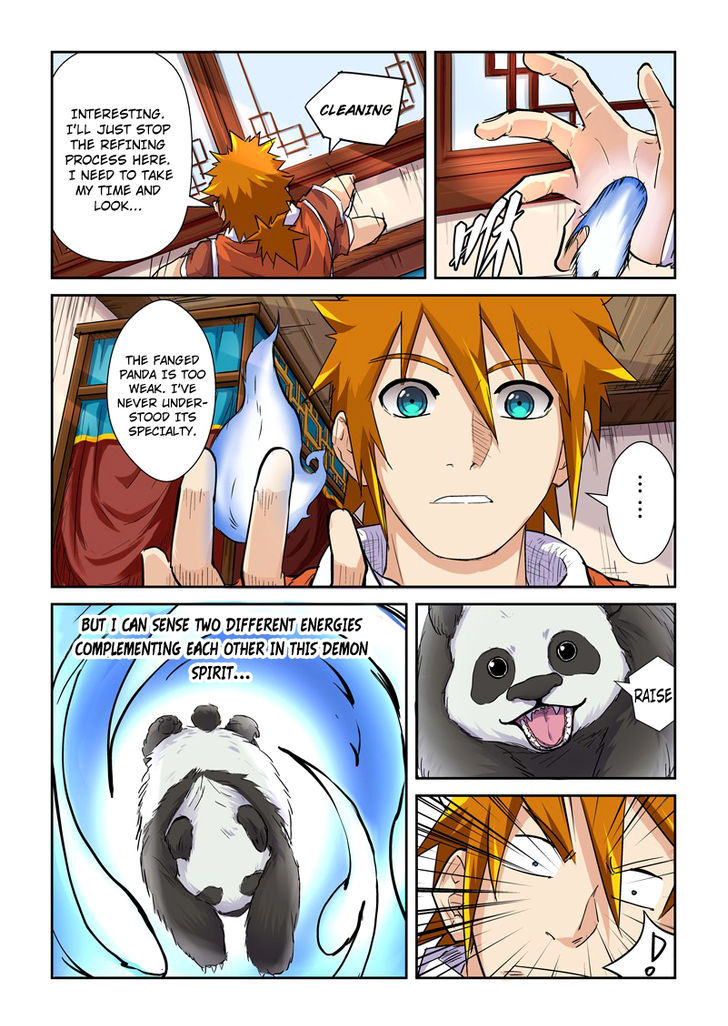 INTERESTING.
I'LL JUST STOP
THE REFINING
PROCESS HERE.
I NEED TO TAKE
MY TIME AND
LOOK...
CLEANING
咻
THE FANGED
PANDA IS TOO
WEAK. I'VE
NEVER UNDER-
STOOD ITS
SPECIALTY.
......
BUT I CAN SENSE TWO DIFFERENT ENERGIES
COMPLEMENTING EACH OTHER IN THIS DEMON
SPIRIT...
RAISE
!